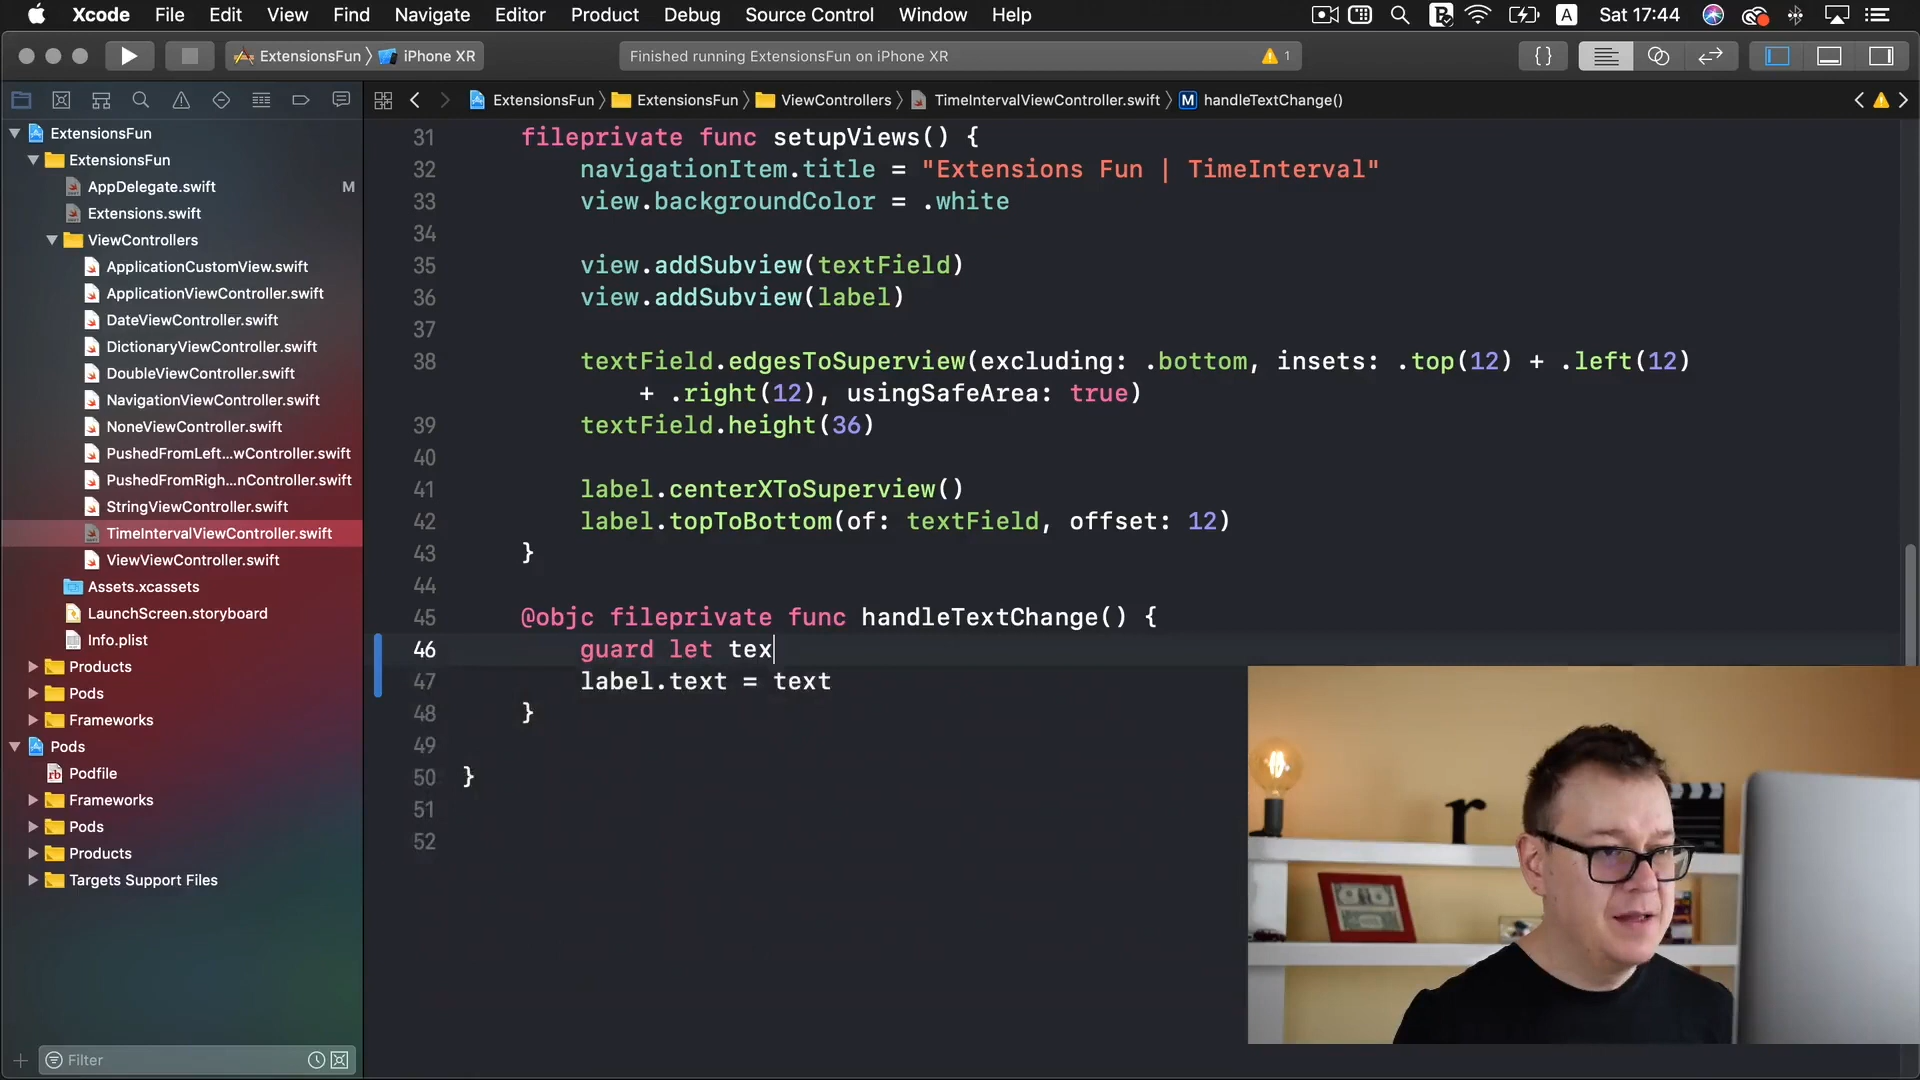 Xcode File Edit View Find Navigate Editor Product Debug Source Control Window Help A Sat 17:44
ExtensionsFun iPhone XR Finished running ExtensionsFun on iPhone XR 1 {}
ExtensionsFun ExtensionsFun ViewControllers TimeIntervalViewController.swift M handleTextChange()
ExtensionsFun
ExtensionsFun
AppDelegate.swift M
Extensions.swift
ViewControllers
ApplicationCustomView.swift
ApplicationViewController.swift
DateViewController.swift
DictionaryViewController.swift
DoubleViewController.swift
NavigationViewController.swift
NoneViewController.swift
PushedFromLeft...wController.swift
PushedFromRigh...nController.swift
StringViewController.swift
TimeIntervalViewController.swift
ViewViewController.swift
Assets.xcassets
LaunchScreen.storyboard
Info.plist
Products
Pods
Frameworks
Pods
rb Podfile
Frameworks
Pods
Products
Targets Support Files
Filter
31 fileprivate func setupViews() {
32 navigationItem.title = "Extensions Fun | TimeInterval"
33 view.backgroundColor = .white
34
35 view.addSubview(textField)
36 view.addSubview(label)
37
38 textField.edgesToSuperview(excluding: .bottom, insets: .top(12) + .left(12)
+ .right(12), usingSafeArea: true)
39 textField.height(36)
40
41 label.centerXToSuperview()
42 label.topToBottom(of: textField, offset: 12)
43 }
44
45 @objc fileprivate func handleTextChange() {
46 guard let tex
47 label.text = text
48 }
49
50 }
51
52
r